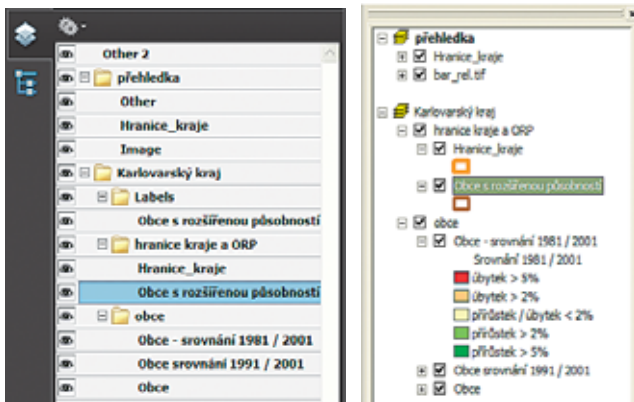 Other 2
přehledka
Other
Hranice_kraje
Image
Karlovarský kraj
Labels
Obce s rozšířenou působností
hranice kraje a ORP
Hranice_kraje
Obce s rozšířenou působností
obce
Obce - srovnání 1981 / 2001
Obce srovnání 1991 / 2001
Obce
přehledka
Hranice_kraje
bar_rel.tif
Karlovarský kraj
hranice kraje a ORP
Hranice_kraje
Obce s rozšířenou působností
obce
Obce - srovnání 1981 / 2001
Srovnání 1981 / 2001
úbytek > 5%
úbytek > 2%
přírůstek / úbytek < 2%
přírůstek > 2%
přírůstek > 5%
Obce srovnání 1991 / 2001
Obce